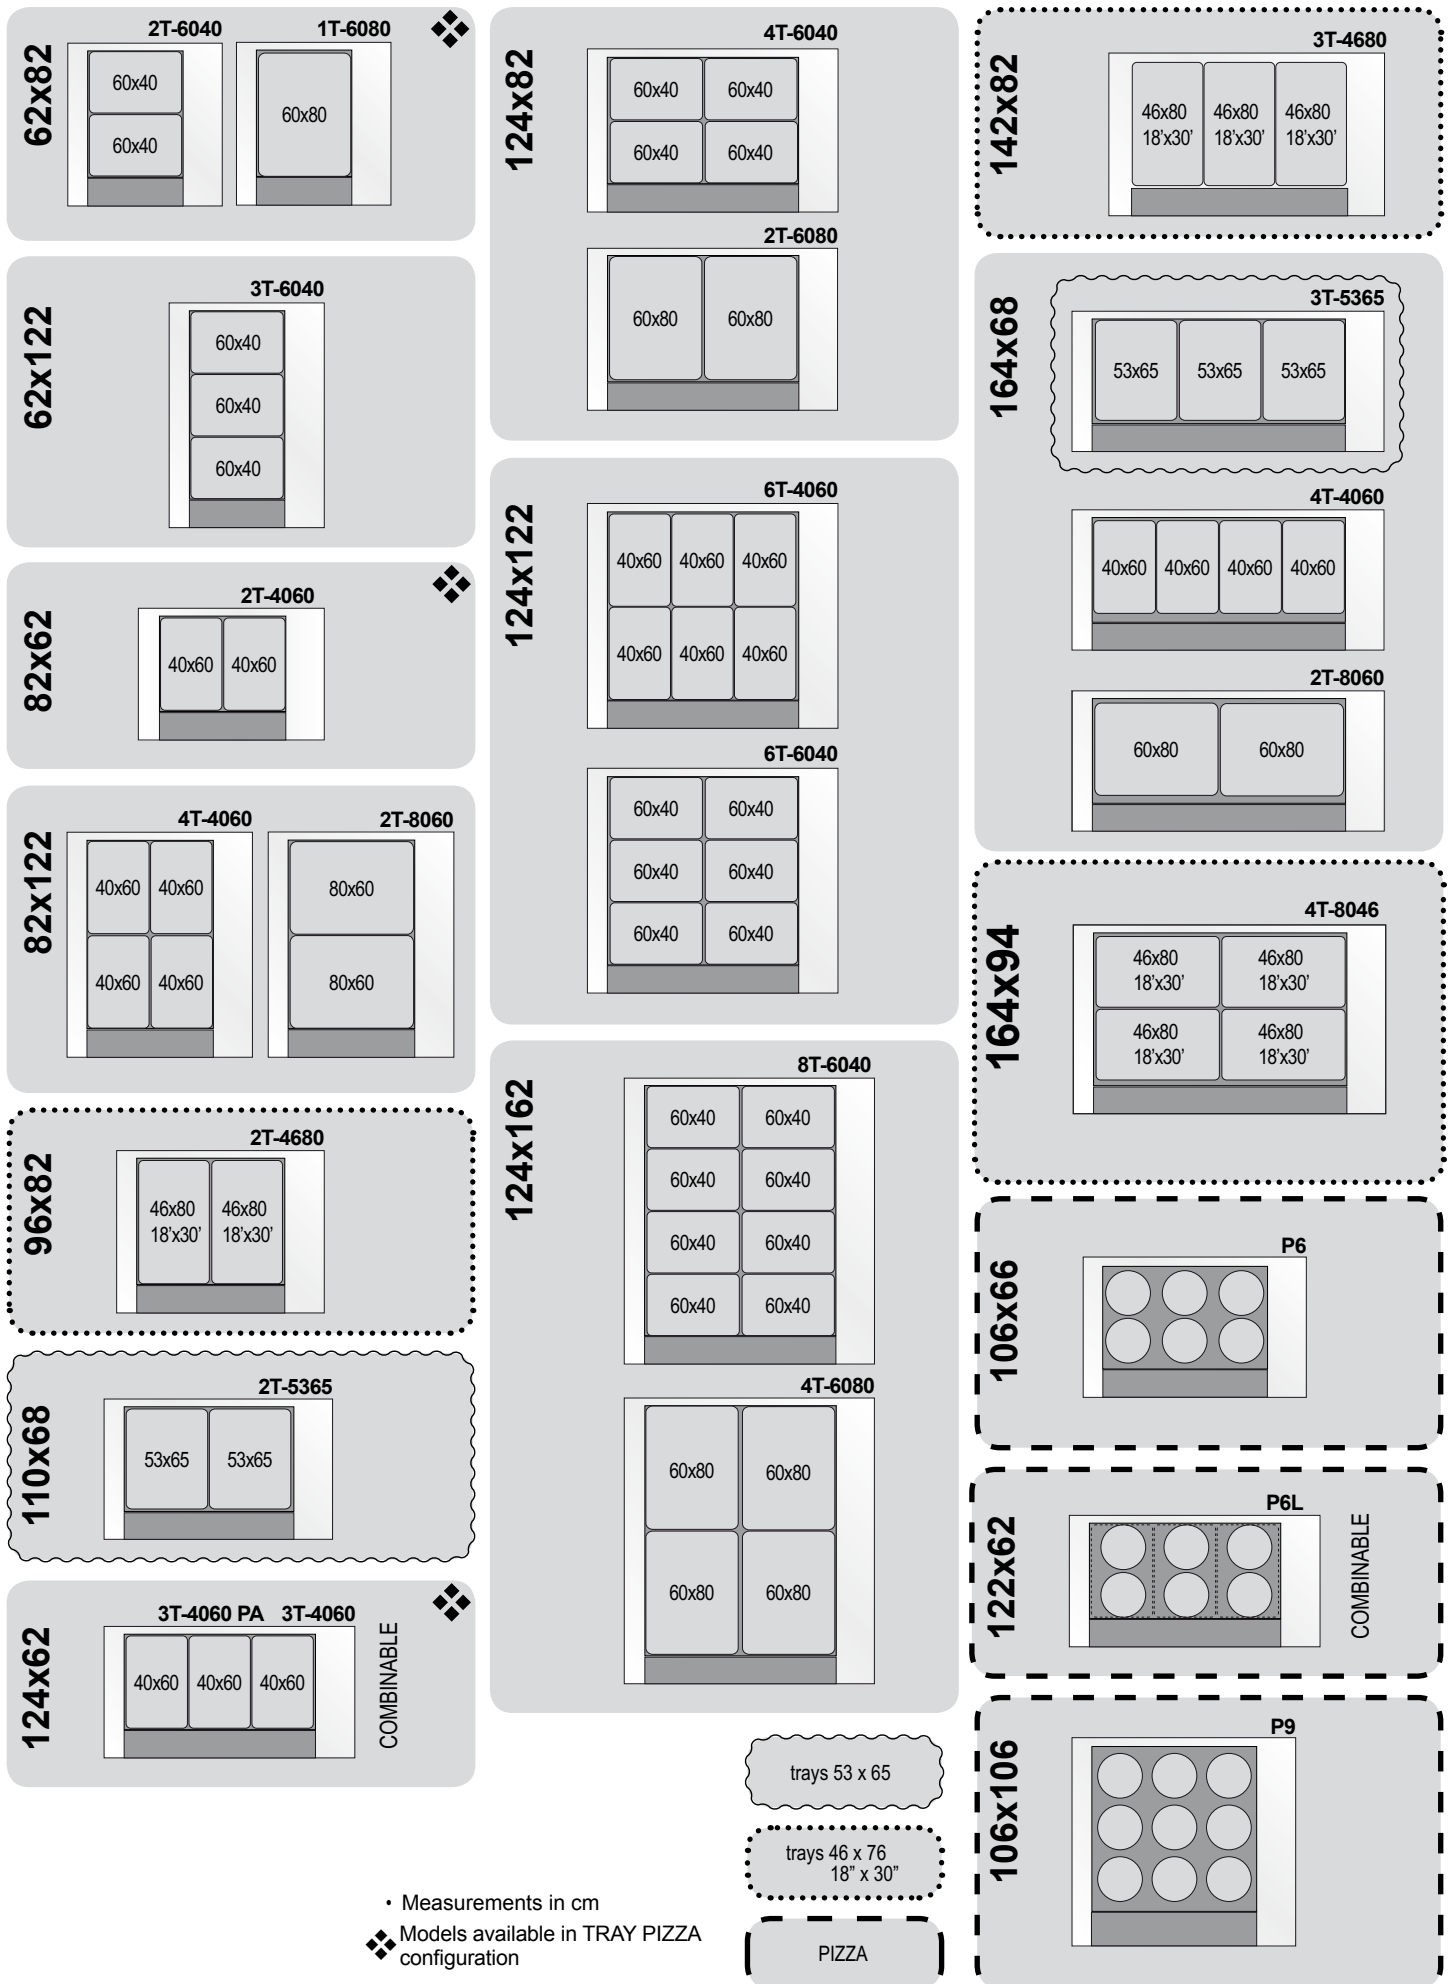 62x82
2T-6040
60x40
60x40
1T-6080
60x80
62x122
3T-6040
60x40
60x40
60x40
82x62
2T-4060
40x60 40x60
82x122
4T-4060
40x60 40x60
40x60 40x60
2T-8060
80x60
80x60
96x82
2T-4680
46x80 46x80
18'x30' 18'x30'
110x68
2T-5365
53x65 53x65
124x62
3T-4060 PA 3T-4060
40x60 40x60 40x60
COMBINABLE
124x82
4T-6040
60x40 60x40
60x40 60x40
2T-6080
60x80 60x80
124x122
6T-4060
40x60 40x60 40x60
40x60 40x60 40x60
6T-6040
60x40 60x40
60x40 60x40
60x40 60x40
124x162
8T-6040
60x40 60x40
60x40 60x40
60x40 60x40
60x40 60x40
4T-6080
60x80 60x80
60x80 60x80
142x82
3T-4680
46x80 46x80 46x80
18'x30' 18'x30' 18'x30'
164x68
3T-5365
53x65 53x65 53x65
4T-4060
40x60 40x60 40x60 40x60
2T-8060
60x80 60x80
164x94
4T-8046
46x80 46x80
18'x30' 18'x30'
46x80 46x80
18'x30' 18'x30'
106x66
P6
122x62
P6L
COMBINABLE
106x106
P9
trays 53 x 65
trays 46 x 76
18” x 30”
PIZZA
• Measurements in cm
Models available in TRAY PIZZA
configuration